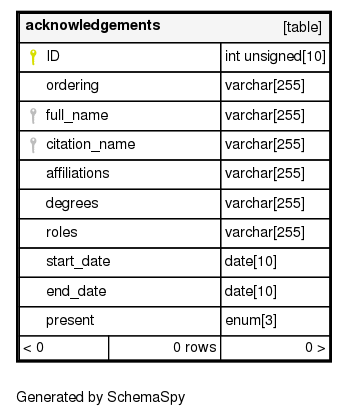 acknowledgements [table]
ID int unsigned[10]
ordering varchar[255]
full_name varchar[255]
citation_name varchar[255]
affiliations varchar[255]
degrees varchar[255]
roles varchar[255]
start_date date[10]
end_date date[10]
present enum[3]
< 0 0 rows 0 >
Generated by SchemaSpy